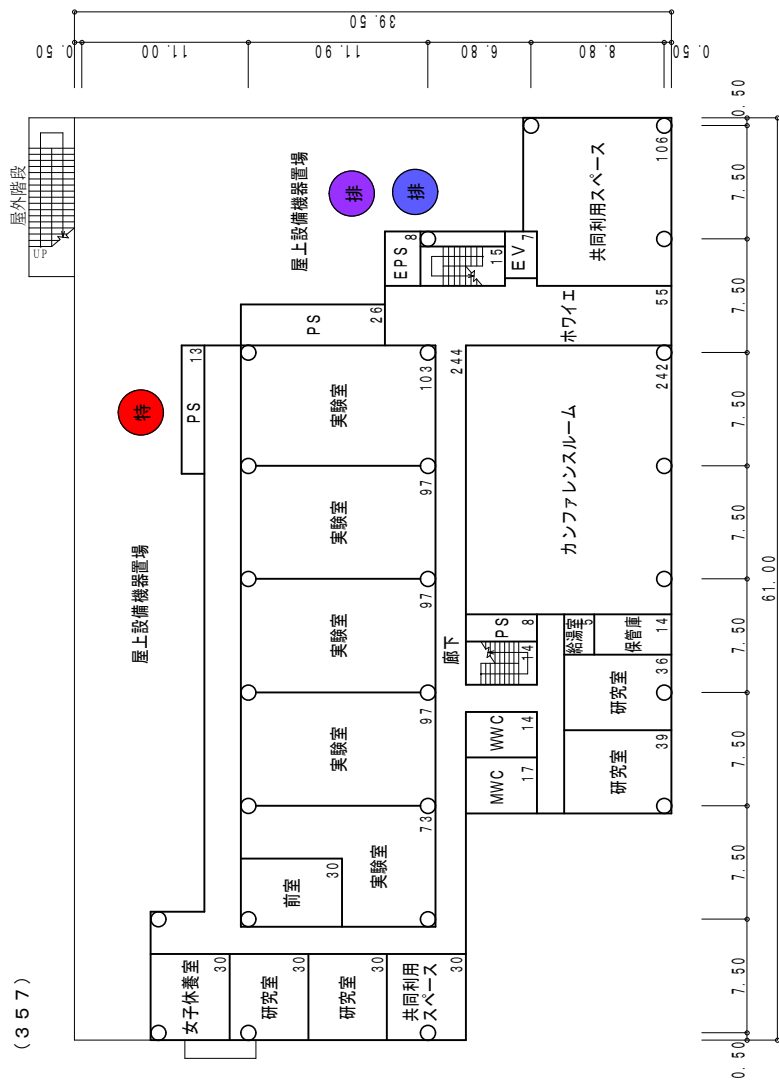 (357)
39.50
0.50
11.00
11.90
6.80
8.80
0.50
屋外階段
UP
屋上設備機器置場
排
排
共同利用スペース
106
EPS
8
15
EV
7
ホワイエ
55
PS
26
PS
13
特
屋上設備機器置場
実験室
103
実験室
97
実験室
97
実験室
97
実験室
73
前室
30
廊下
244
カンファレンスルーム
242
PS
8
14
給湯室
5
保管庫
14
WWC
14
MWC
17
研究室
36
研究室
39
女子休養室
30
研究室
30
研究室
30
共同利用
スペース
30
0.50
7.50
7.50
7.50
7.50
7.50
7.50
7.50
7.50
0.50
61.00